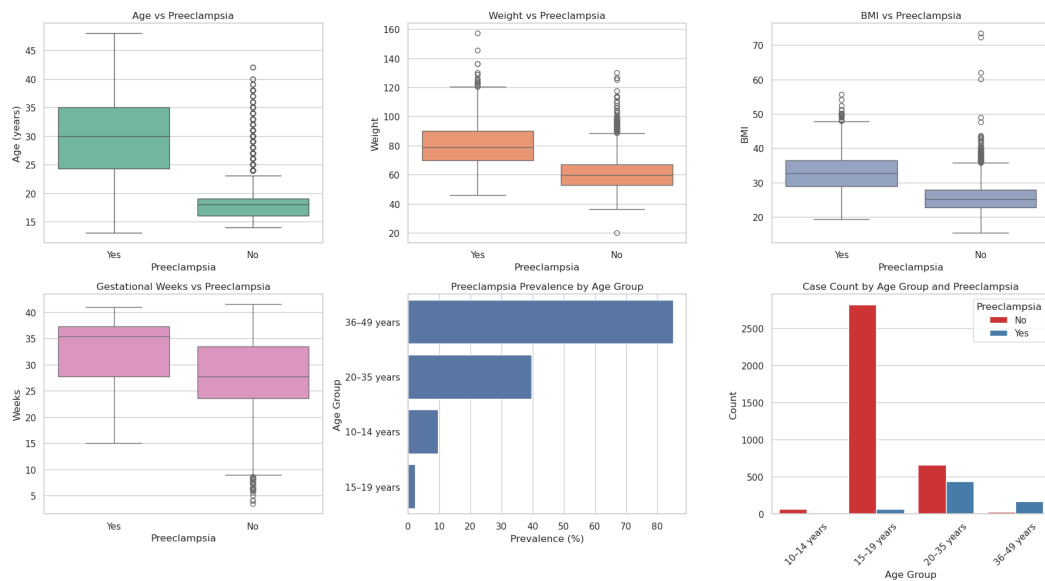 Age vs Preeclampsia
45
40
35
30
25
20
15
Age (years)
Yes
No
Preeclampsia
Weight vs Preeclampsia
160
140
120
100
80
60
40
20
Weight
Yes
No
Preeclampsia
BMI vs Preeclampsia
70
60
50
40
30
20
BMI
Yes
No
Preeclampsia
Gestational Weeks vs Preeclampsia
40
35
30
25
20
15
10
5
Weeks
Yes
No
Preeclampsia
Preeclampsia Prevalence by Age Group
36–49 years
20–35 years
10–14 years
15–19 years
Age Group
0 10 20 30 40 50 60 70 80
Prevalence (%)
Case Count by Age Group and Preeclampsia
Preeclampsia
No
Yes
2500
2000
1500
1000
500
0
Count
10–14 years
15–19 years
20–35 years
36–49 years
Age Group